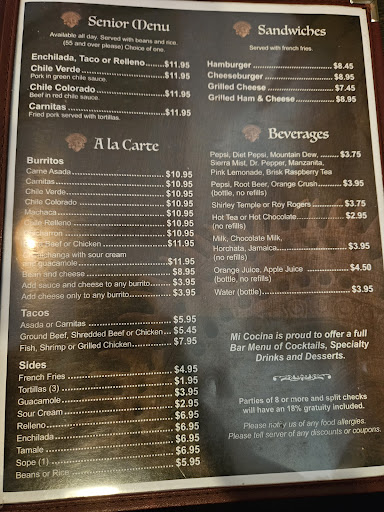 Senior Menu
Available all day. Served with beans and rice.
(55 and over please) Choice of one.
Enchilada, Taco or Relleno.....$11.95
Chile Verde.....$11.95
Pork in green chile sauce.
Chile Colorado.....$11.95
Beef in red chile sauce.
Carnitas.....$11.95
Fried pork served with tortillas.
A la Carte
Burritos
Carne Asada.....$10.95
Carnitas.....$10.95
Chile Verde.....$10.95
Chile Colorado.....$10.95
Machaca.....$10.95
Chile Relleno.....$10.95
.....$10.95
Beef or Chicken.....$11.95
with sour cream
guacamole.....$11.95
Bean and cheese.....$8.95
Add sauce and cheese to any burrito.....$3.95
Add cheese only to any burrito.....$3.95
Tacos
Asada or Carnitas.....$5.95
Ground Beef, Shredded Beef or Chicken.....$5.45
Fish, Shrimp or Grilled Chicken.....$7.95
Sides
French Fries.....$4.95
Tortillas (3).....$1.95
Guacamole.....$3.95
Sour Cream.....$2.95
Relleno.....$6.95
Enchilada.....$6.95
Tamale.....$6.95
Sope (1).....$6.95
Beans or Rice.....$5.95
Sandwiches
Served with french fries.
Hamburger.....$8.45
Cheeseburger.....$8.95
Grilled Cheese.....$7.45
Grilled Ham & Cheese.....$8.95
Beverages
Pepsi, Diet Pepsi, Mountain Dew,.....$3.75
Sierra Mist, Dr. Pepper, Manzanita,
Pink Lemonade, Brisk Raspberry Tea
Pepsi, Root Beer, Orange Crush.....$3.95
(bottle, no refills)
Shirley Temple or Roy Rogers.....$3.75
Hot Tea or Hot Chocolate.....$2.95
(no refills)
Milk, Chocolate Milk,
Horchata, Jamaica.....$3.95
(no refills)
Orange Juice, Apple Juice.....$4.50
(bottle, no refills)
Water (bottle).....$3.95
Mi Cocina is proud to offer a full
Bar Menu of Cocktails, Specialty
Drinks and Desserts.
Parties of 8 or more and split checks
will have an 18% gratuity included.
Please notify us of any food allergies.
Please tell server of any discounts or coupons.